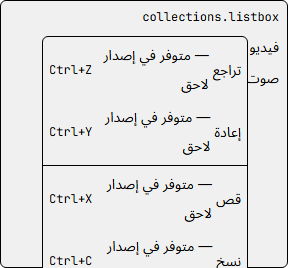 collections.listbox
فيديو
صوت
تراجع — متوفر في إصدار لاحق Ctrl+Z
إعادة — متوفر في إصدار لاحق Ctrl+Y
قص — متوفر في إصدار لاحق Ctrl+X
نسخ — متوفر في إصدار Ctrl+C